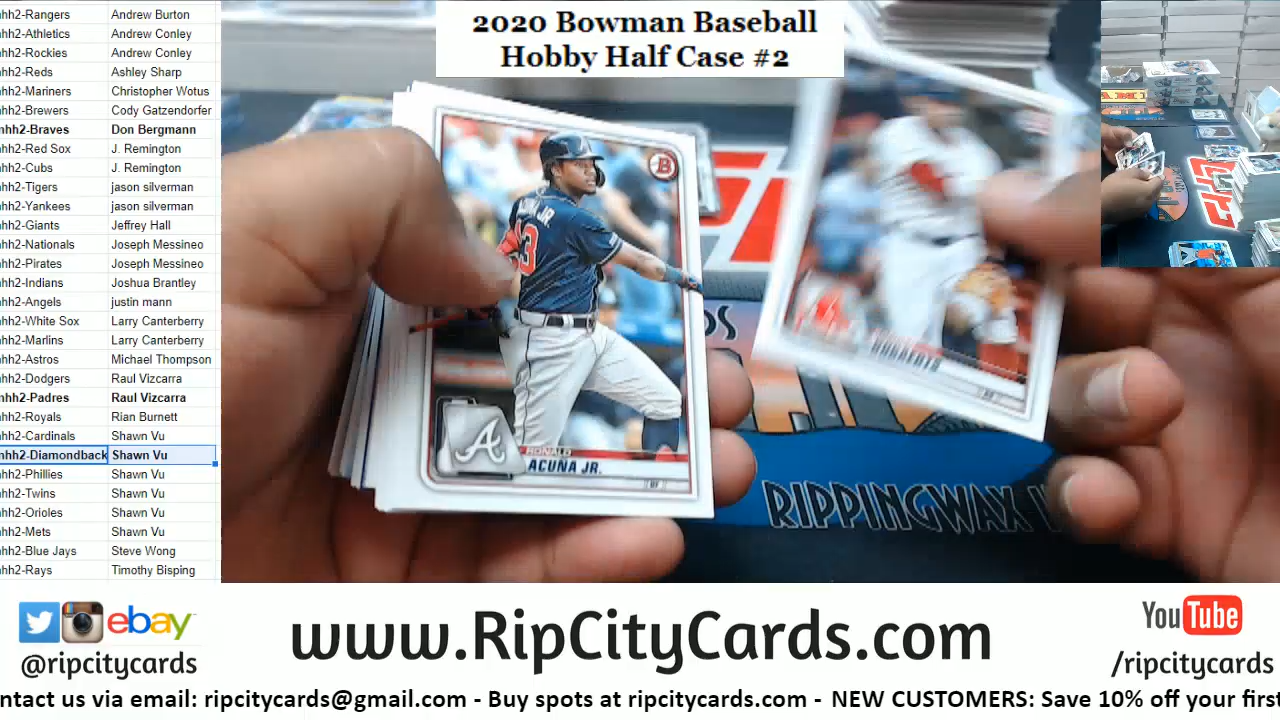 2020 Bowman Baseball
Hobby Half Case #2
hh2-Rangers Andrew Burton
hh2-Athletics Andrew Conley
hh2-Rockies Andrew Conley
hh2-Reds Ashley Sharp
hh2-Mariners Christopher Wotus
hh2-Brewers Cody Gatzendorfer
hh2-Braves Don Bergmann
hh2-Red Sox J. Remington
hh2-Cubs J. Remington
hh2-Tigers jason silverman
hh2-Yankees jason silverman
hh2-Giants Jeffrey Hall
hh2-Nationals Joseph Messineo
hh2-Pirates Joseph Messineo
hh2-Indians Joshua Brantley
hh2-Angels justin mann
hh2-White Sox Larry Canterberry
hh2-Marlins Larry Canterberry
hh2-Astros Michael Thompson
hh2-Dodgers Raul Vizcarra
hh2-Padres Raul Vizcarra
hh2-Royals Rian Burnett
hh2-Cardinals Shawn Vu
hh2-Diamondback Shawn Vu
hh2-Phillies Shawn Vu
hh2-Twins Shawn Vu
hh2-Orioles Shawn Vu
hh2-Mets Shawn Vu
hh2-Blue Jays Steve Wong
hh2-Rays Timothy Bisping
B
ACUNA JR.
13
A
RONALD
ACUNA JR.
OF
RIPPINGWAX
ebay
@ripcitycards
www.RipCityCards.com
YouTube
/ripcitycards
ntact us via email: ripcitycards@gmail.com - Buy spots at ripcitycards.com - NEW CUSTOMERS: Save 10% off your first